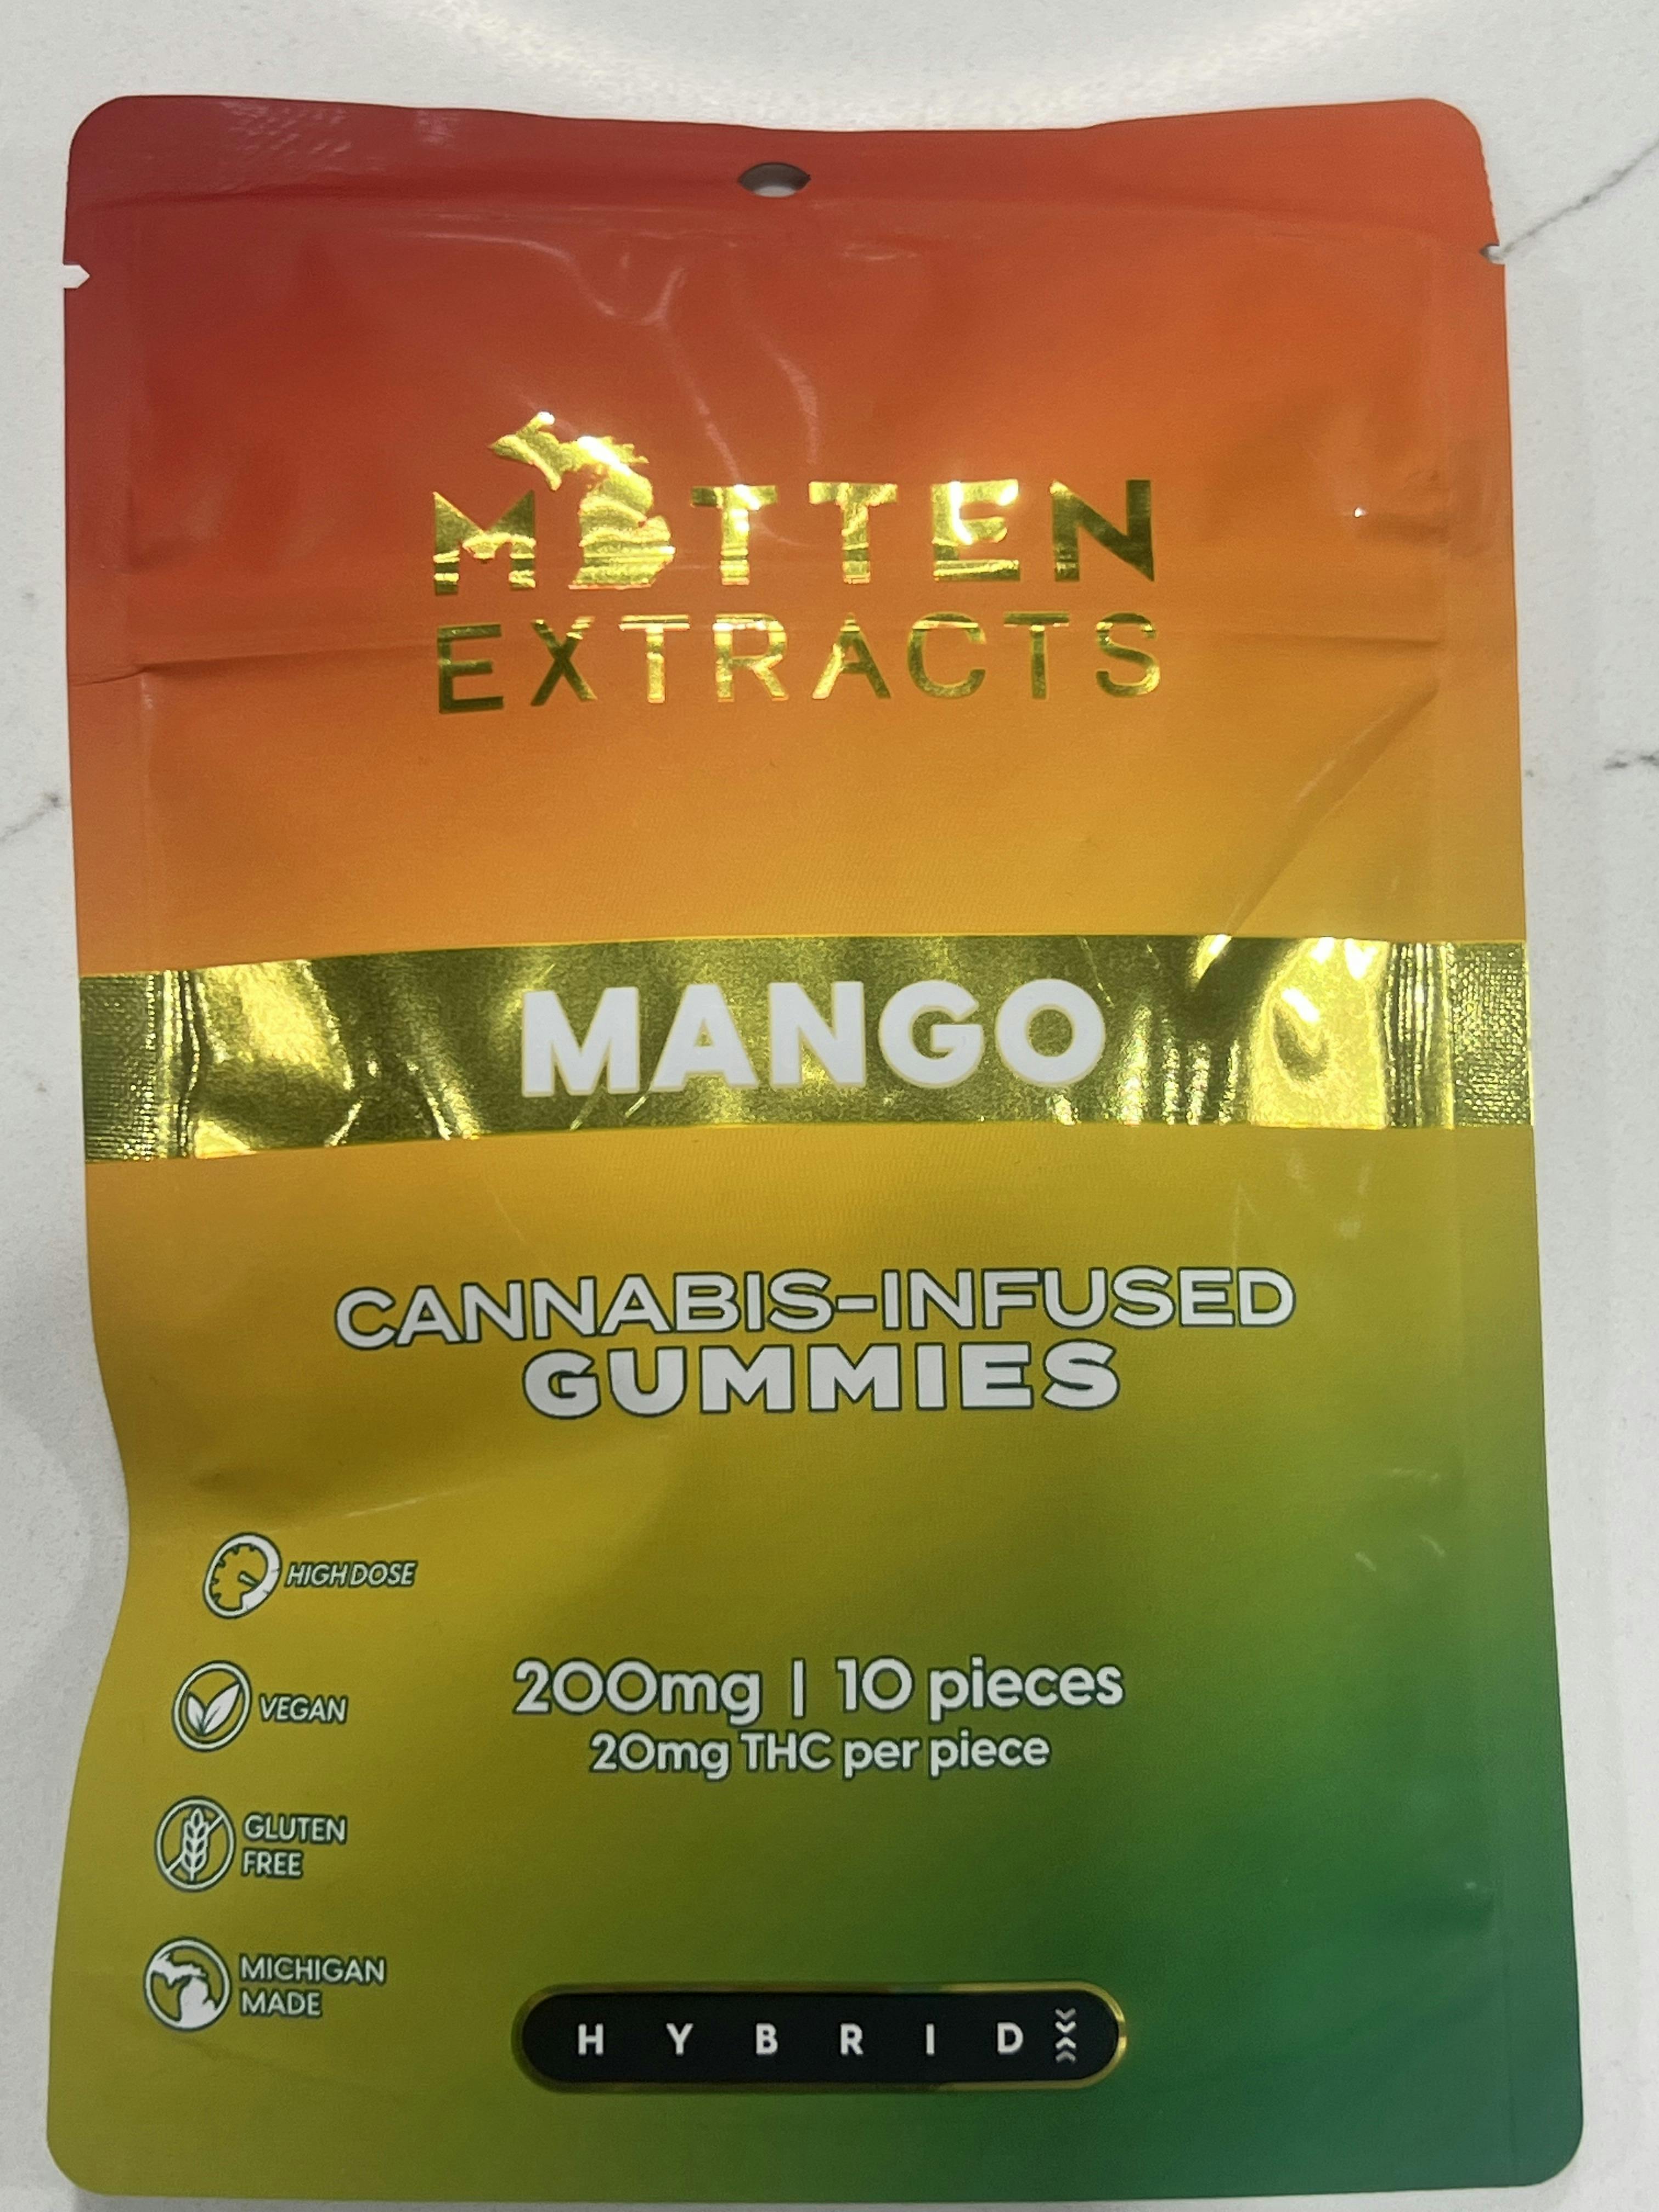 MITTEN
EXTRACTS
MANGO
CANNABIS-INFUSED
GUMMIES
HIGH DOSE
VEGAN
200mg | 10 pieces
20mg THC per piece
GLUTEN
FREE
MICHIGAN
MADE
HYBRID